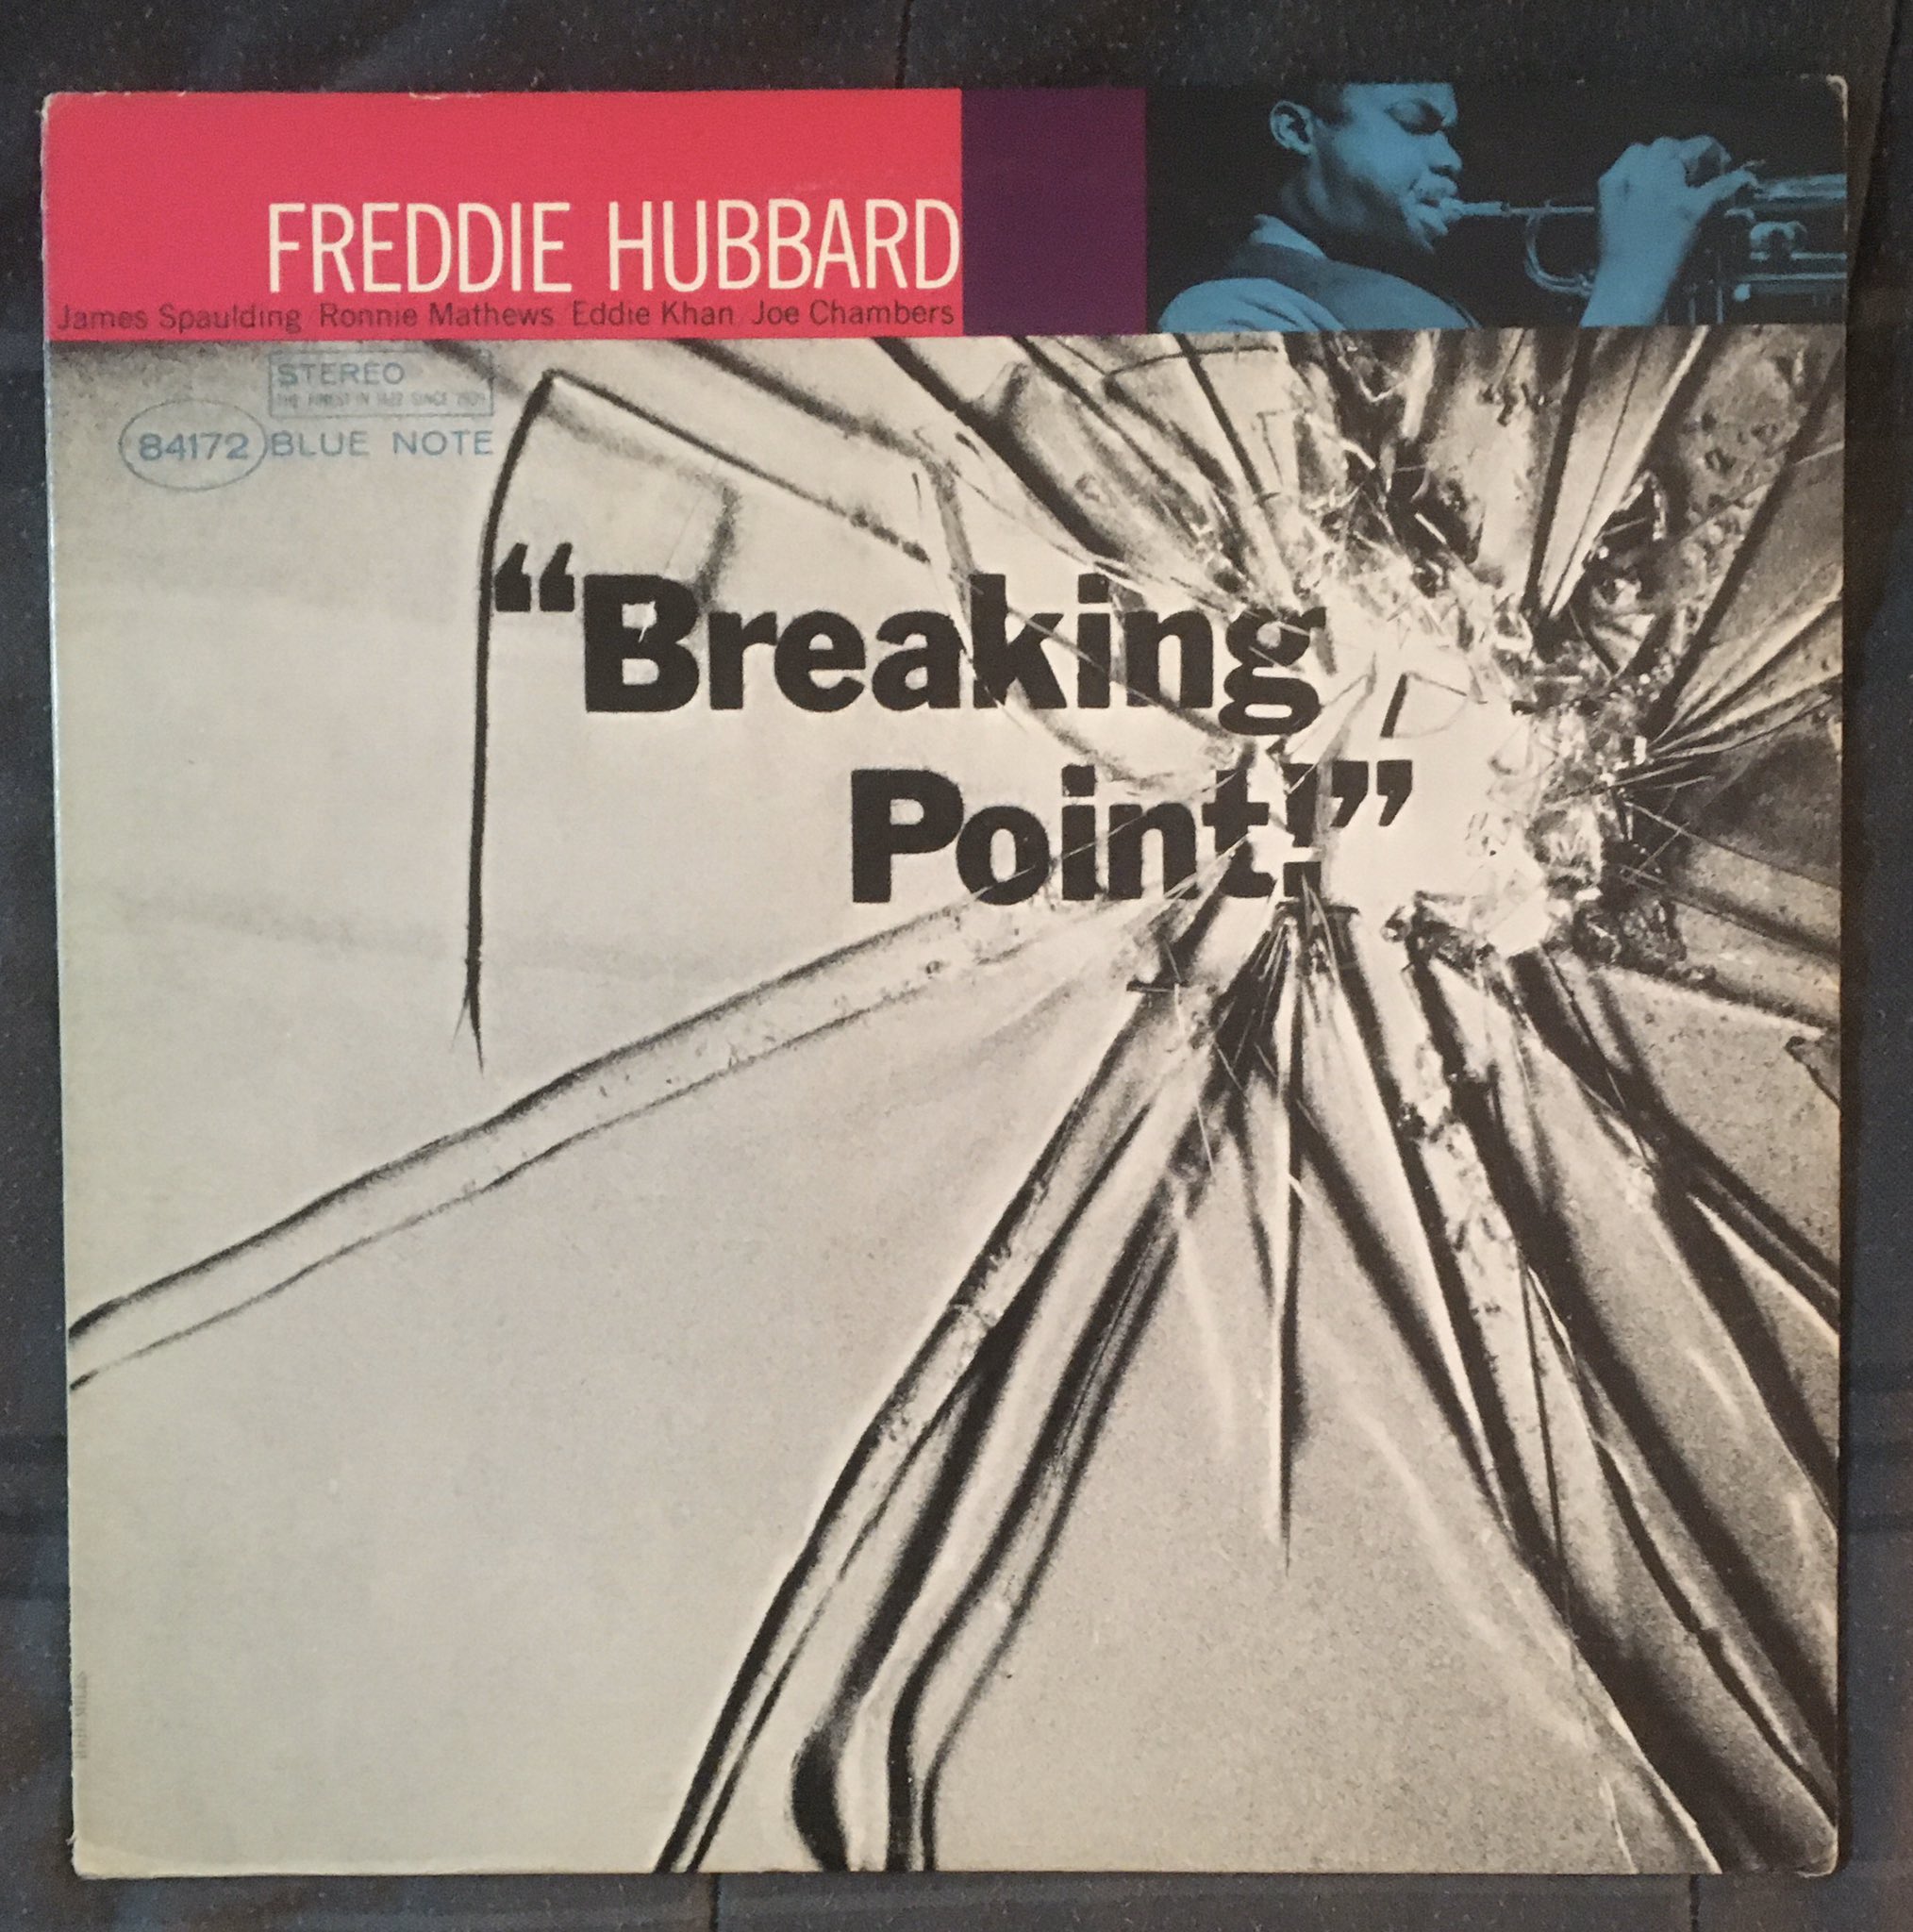 FREDDIE HUBBARD
James Spaulding Ronnie Mathews Eddie Khan Joe Chambers
STEREO
THE FINEST IN JAZZ SINCE 1939
84172 BLUE NOTE
“Breaking
Point!”